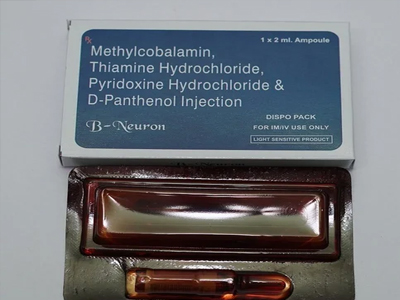 Rx
1 x 2 ml. Ampoule
Methylcobalamin,
Thiamine Hydrochloride,
Pyridoxine Hydrochloride &
D-Panthenol Injection
B-Neuron
DISPO PACK
FOR IM/IV USE ONLY
LIGHT SENSITIVE PRODUCT